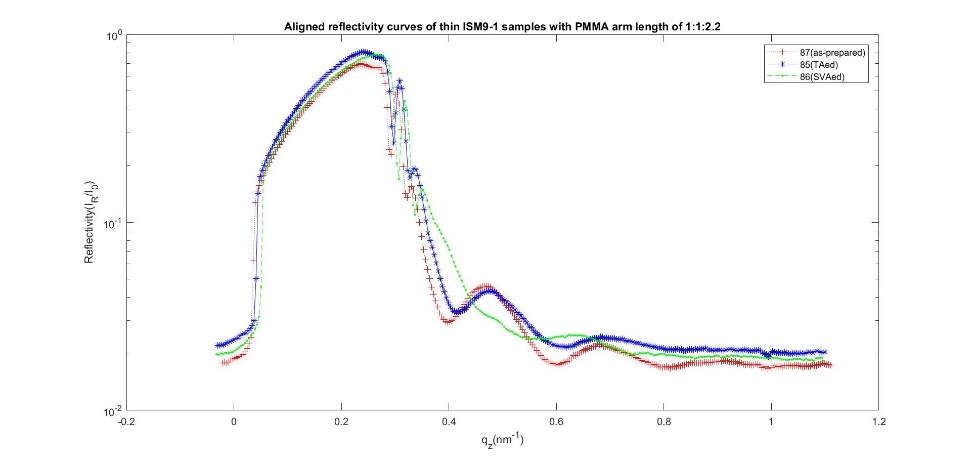 Aligned reflectivity curves of thin ISM9-1 samples with PMMA arm length of 1:1:2.2
87(as-prepared)
85(TAed)
86(SVAed)
10^0
10^-1
10^-2
Reflectivity(I_R/I_0)
-0.2 0 0.2 0.4 0.6 0.8 1 1.2
q_z(nm^-1)